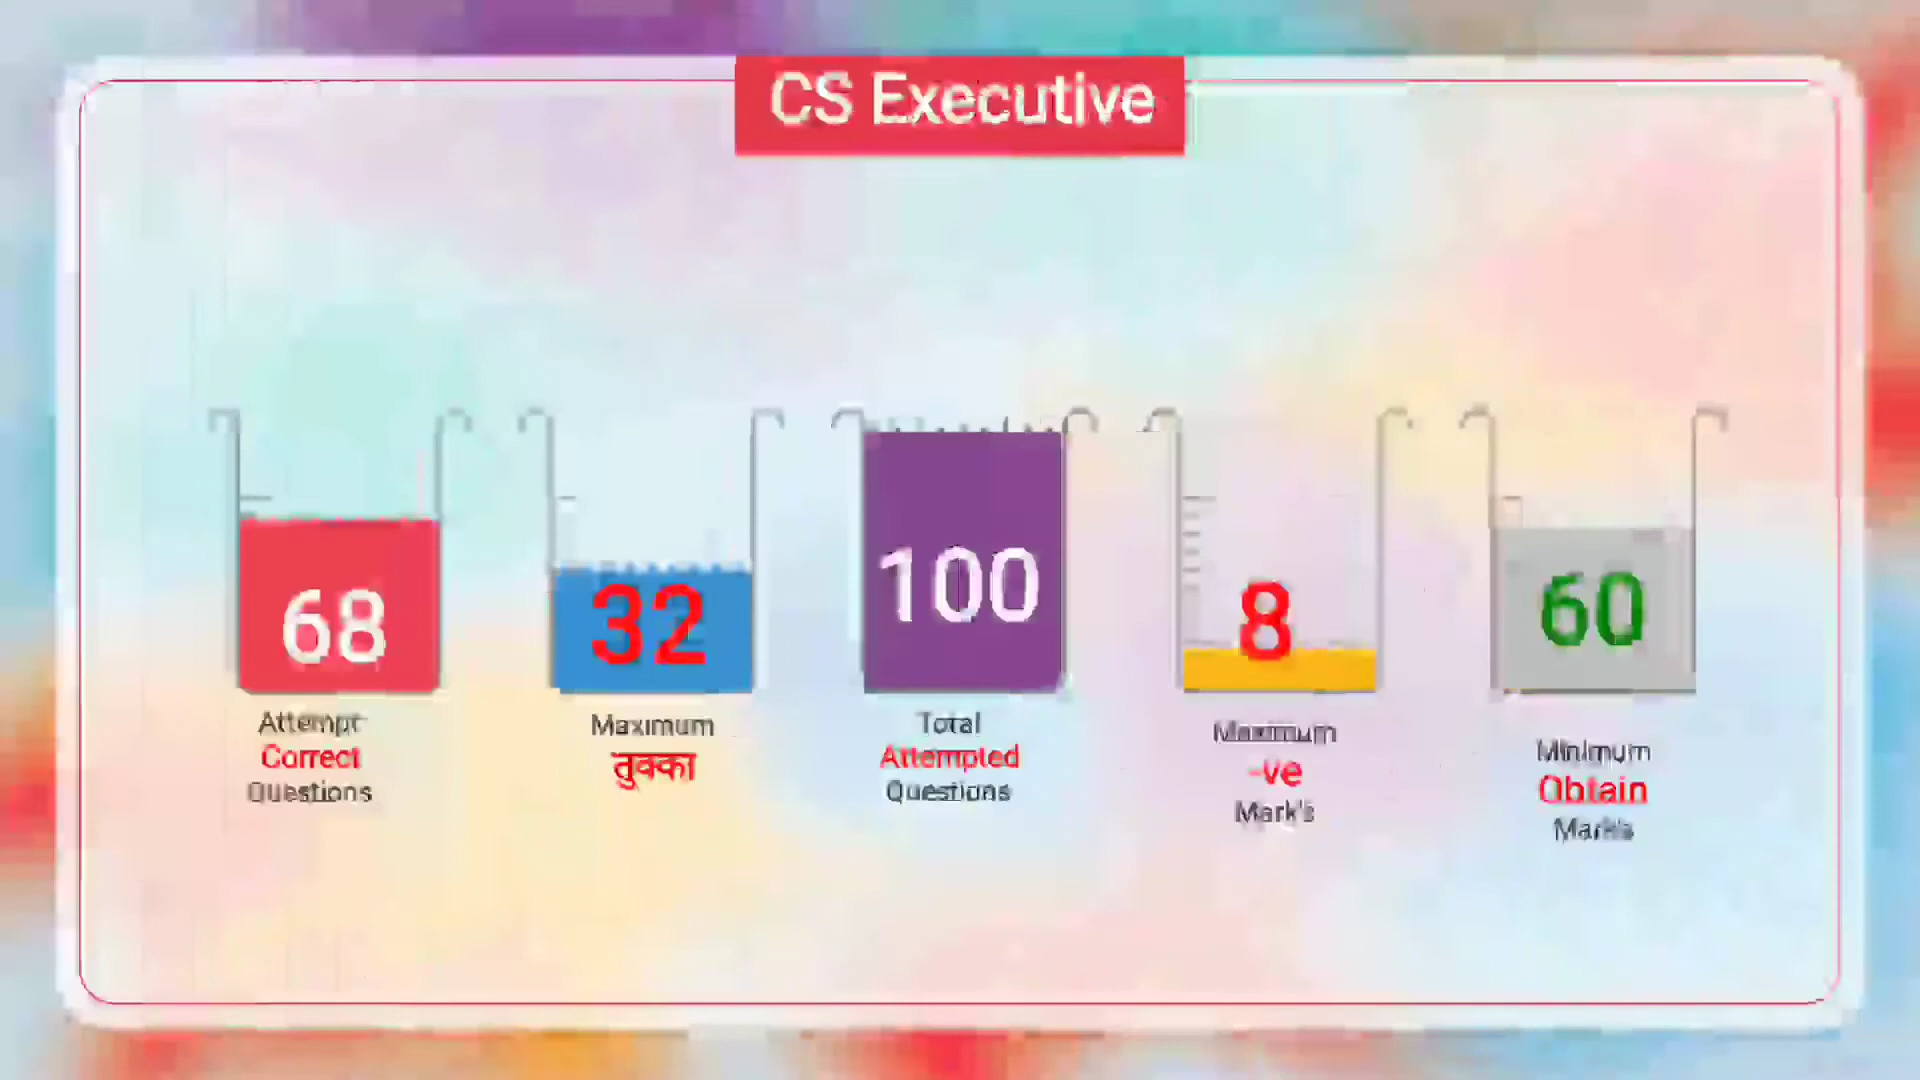 CS Executive
68
32
100
8
60
Attempt
Correct
Questions
Maximum
तुक्का
Total
Attempted
Questions
Maximum
-ve
Mark's
Minimum
Obtain
Marks